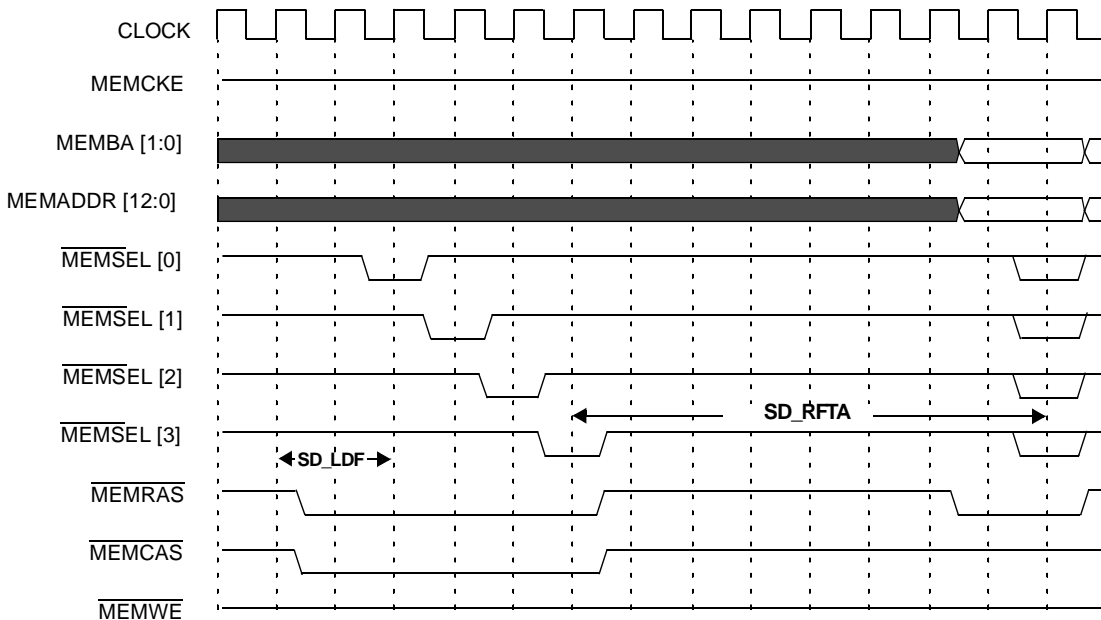 CLOCK
MEMCKE
MEMBA [1:0]
MEMADDR [12:0]
MEMSEL [0]
MEMSEL [1]
MEMSEL [2]
SD_RFTA
MEMSEL [3]
SD_LDF
MEMRAS
MEMCAS
MEMWE